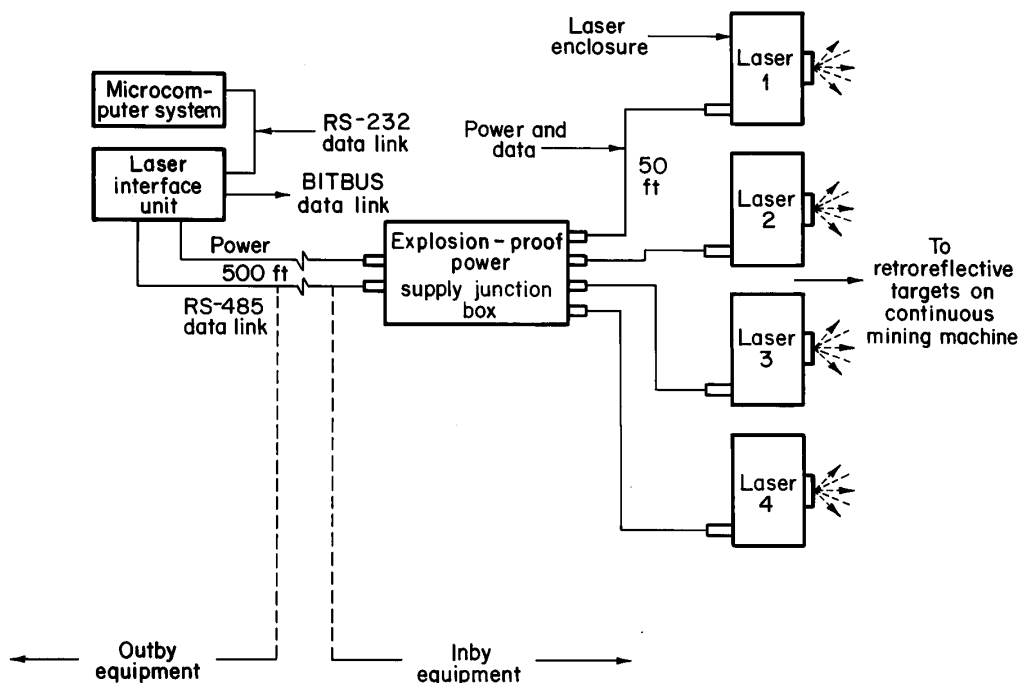 Microcom-
puter system
RS-232
data link
Laser
interface
unit
BITBUS
data link
Power
500 ft
RS-485
data link
Explosion-proof
power
supply junction
box
Laser
enclosure
Power and
data
50
ft
Laser
1
Laser
2
Laser
3
Laser
4
To
retroreflective
targets on
continuous
mining machine
Outby
equipment
Inby
equipment